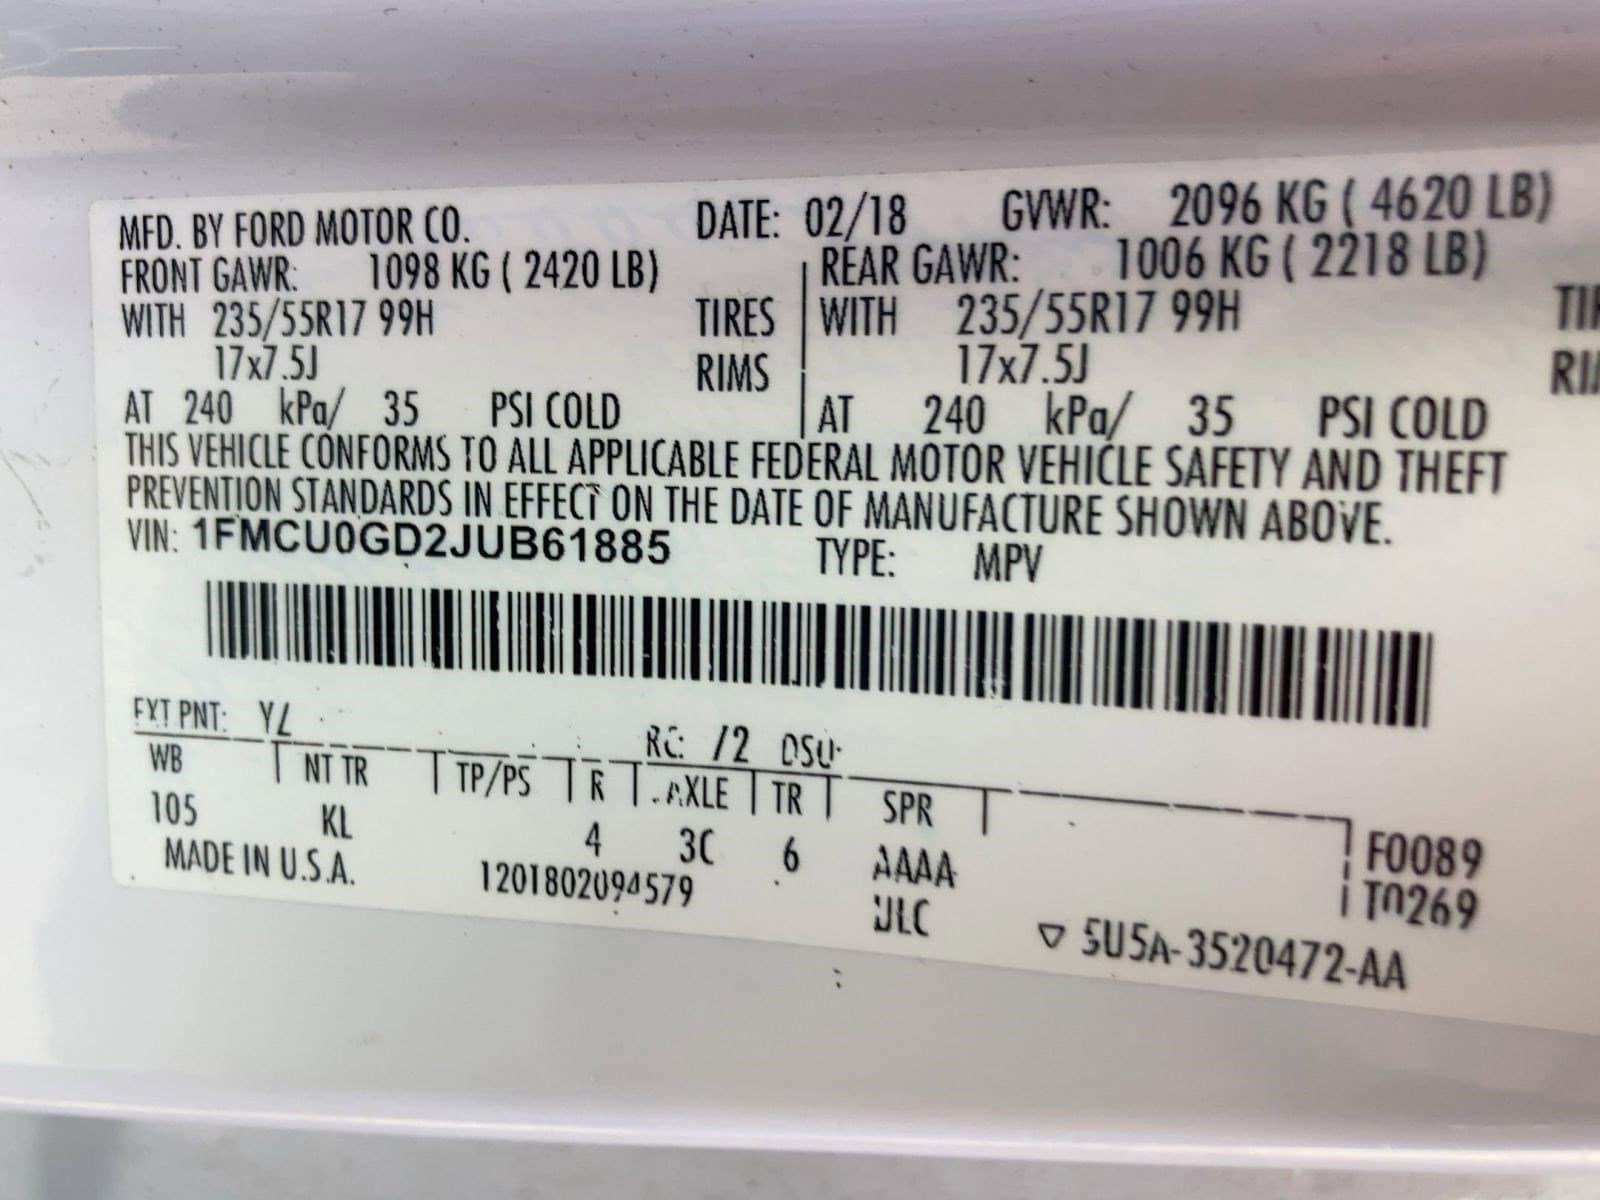 MFD. BY FORD MOTOR CO. DATE: 02/18 GVWR: 2096 KG ( 4620 LB)
FRONT GAWR: 1098 KG ( 2420 LB) REAR GAWR: 1006 KG ( 2218 LB)
WITH 235/55R17 99H TIRES WITH 235/55R17 99H
17x7.5J RIMS 17x7.5J
AT 240 kPa/ 35 PSI COLD AT 240 kPa/ 35 PSI COLD
THIS VEHICLE CONFORMS TO ALL APPLICABLE FEDERAL MOTOR VEHICLE SAFETY AND THEFT
PREVENTION STANDARDS IN EFFECT ON THE DATE OF MANUFACTURE SHOWN ABOVE.
VIN: 1FMCU0GD2JUB61885 TYPE: MPV
EXT PNT: YZ RC: 72 DSO:
WB INT TR TP/PS R AXLE TR SPR
105 KL 4 3C 6 AAAA F0089
MADE IN U.S.A. 1201802094579 T0269
ULC ▽ 5U5A-3520472-AA